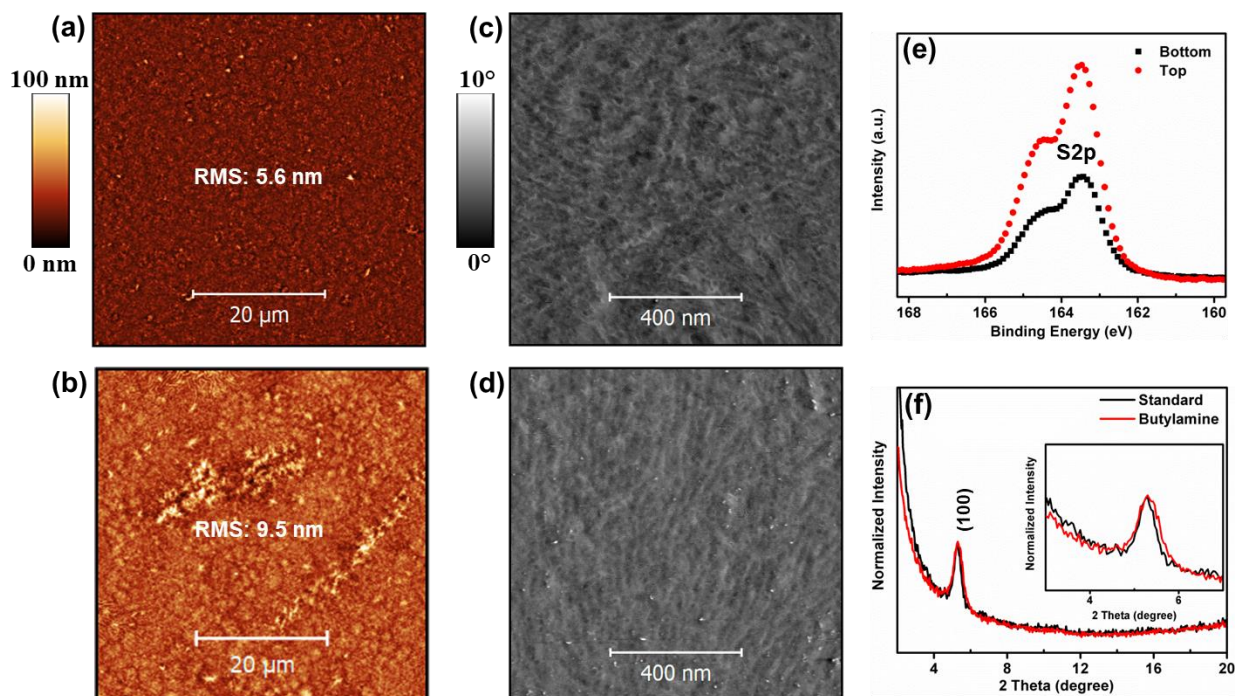 (a)
100 nm
0 nm
RMS: 5.6 nm
20 µm
(c)
10°
0°
400 nm
(e)
Bottom
Top
S2p
Intensity (a.u.)
168 166 164 162 160
Binding Energy (eV)
(b)
RMS: 9.5 nm
20 µm
(d)
400 nm
(f)
Standard
Butylamine
(100)
Normalized Intensity
4 8 12 16 20
2 Theta (degree)
Normalized Intensity
4 6
2 Theta (degree)